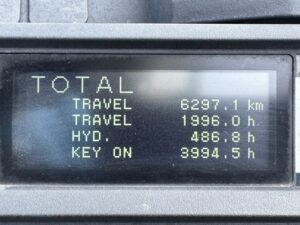 TOTAL
TRAVEL 6297.1 km
TRAVEL 1996.0 h
HYD. 486.8 h
KEY ON 3994.5 h